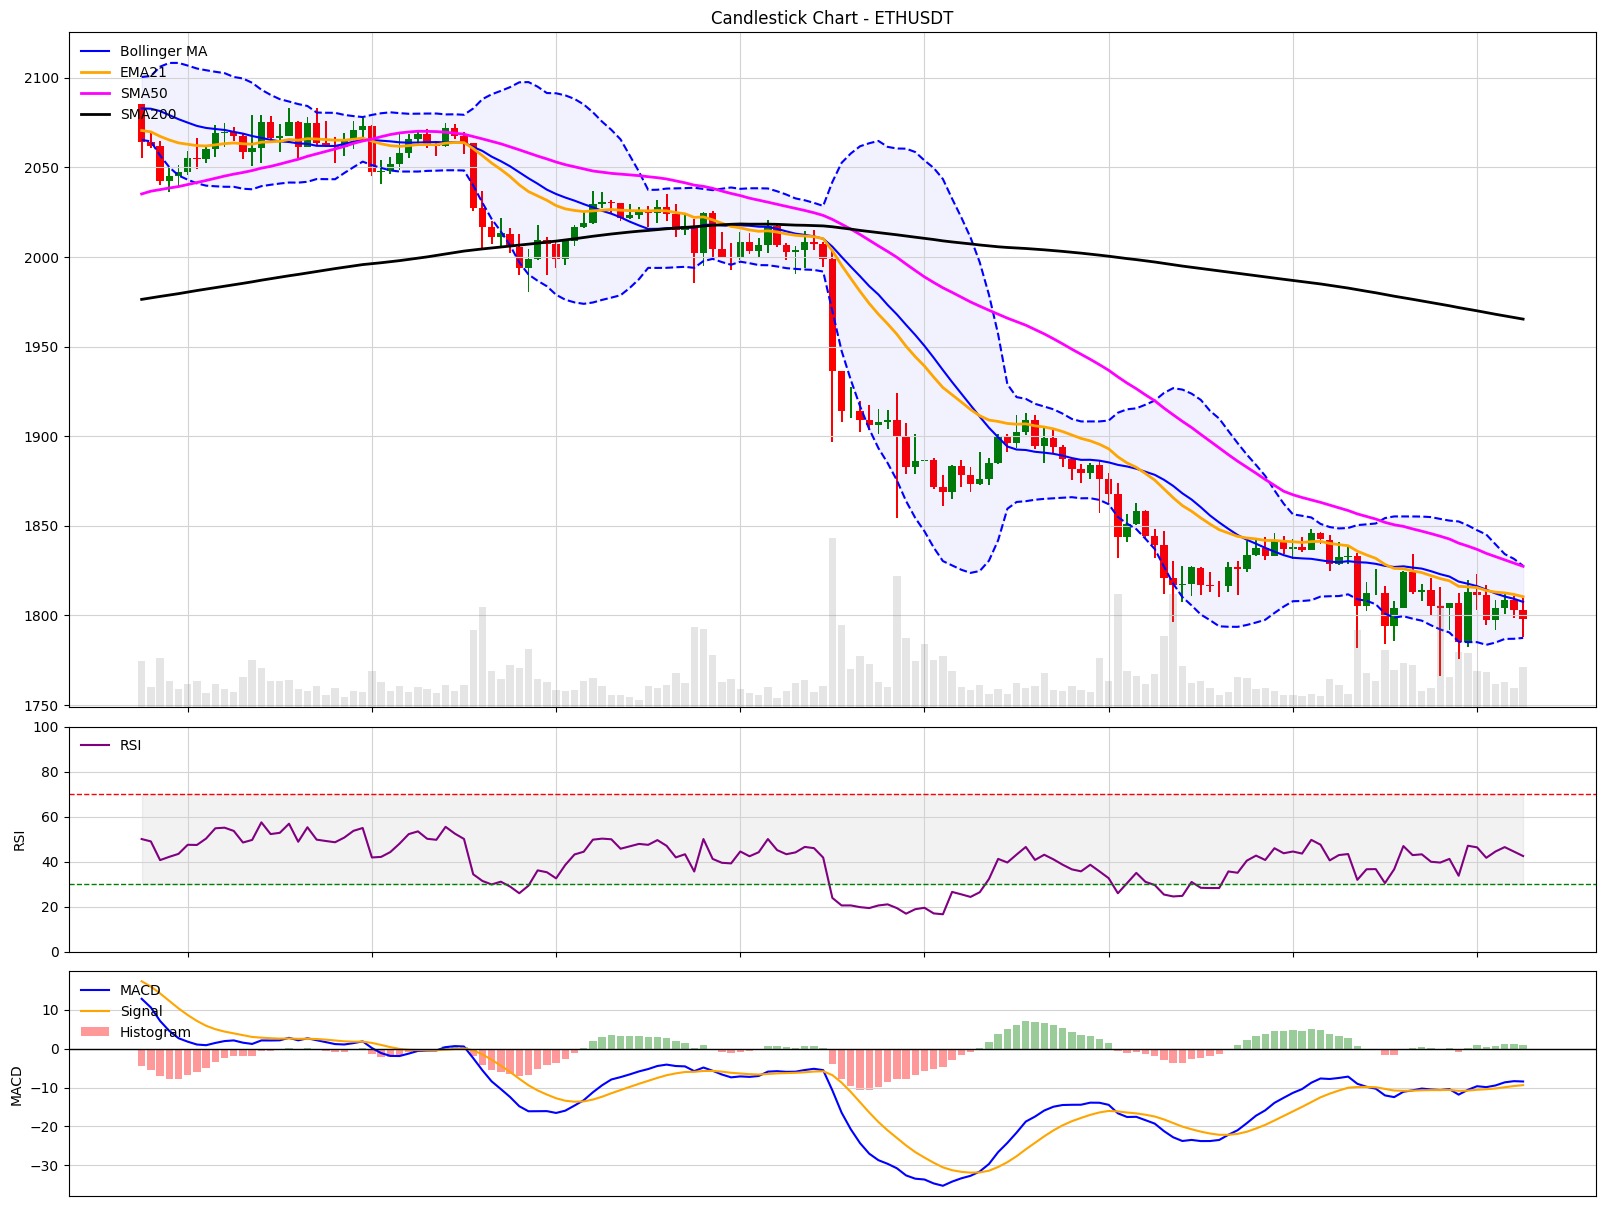 Candlestick Chart - ETHUSDT
Bollinger MA
EMA21
SMA50
SMA200
2100
2050
2000
1950
1900
1850
1800
1750
RSI
100
80
60
40
20
0
RSI
MACD
Signal
Histogram
10
0
−10
−20
−30
MACD